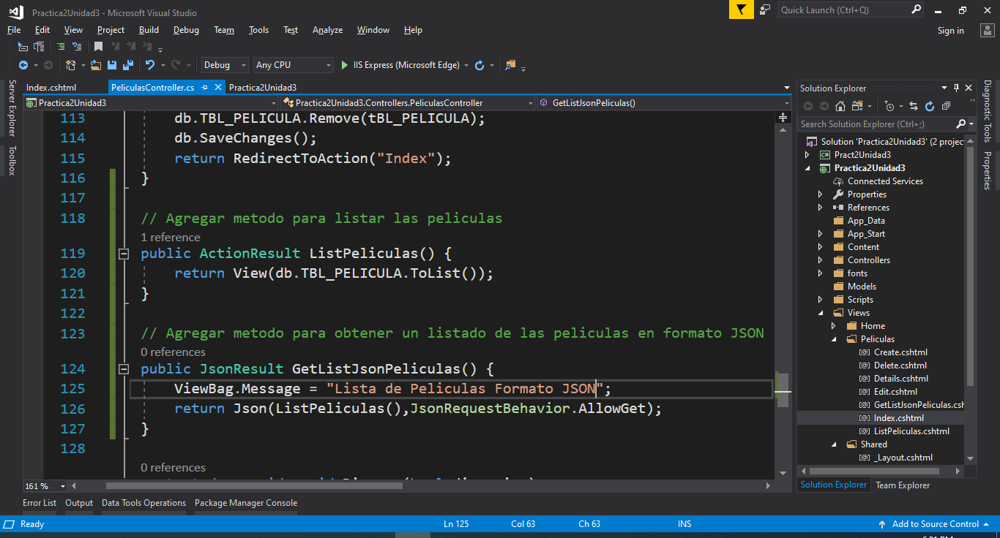 Practica2Unidad3 - Microsoft Visual Studio
Quick Launch (Ctrl+Q)
File Edit View Project Build Debug Team Tools Test Analyze Window Help
Sign in
Debug Any CPU IIS Express (Microsoft Edge)
Server Explorer
Toolbox
Index.cshtml PeliculasController.cs Practica2Unidad3
Practica2Unidad3 Practica2Unidad3.Controllers.PeliculasController GetListJsonPeliculas()
113 db.TBL_PELICULA.Remove(tBL_PELICULA);
114 db.SaveChanges();
115 return RedirectToAction("Index");
116 }
117
118 // Agregar metodo para listar las peliculas
1 reference
119 public ActionResult ListPeliculas() {
120 return View(db.TBL_PELICULA.ToList());
121 }
122
123 // Agregar metodo para obtener un listado de las peliculas en formato JSON
0 references
124 public JsonResult GetListJsonPeliculas() {
125 ViewBag.Message = "Lista de Peliculas Formato JSON";
126 return Json(ListPeliculas(),JsonRequestBehavior.AllowGet);
127 }
128
0 references
161 %
Solution Explorer
Search Solution Explorer (Ctrl+;)
Solution 'Practica2Unidad3' (2 projec
C# Pract2Unidad3
Practica2Unidad3
Connected Services
Properties
References
App_Data
App_Start
Content
Controllers
fonts
Models
Scripts
Views
Home
Peliculas
Create.cshtml
Delete.cshtml
Details.cshtml
Edit.cshtml
GetListJsonPeliculas.csh
Index.cshtml
ListPeliculas.cshtml
Shared
_Layout.cshtml
Solution Explorer Team Explorer
Diagnostic Tools
Properties
Error List Output Data Tools Operations Package Manager Console
Ready Ln 125 Col 63 Ch 63 INS Add to Source Control